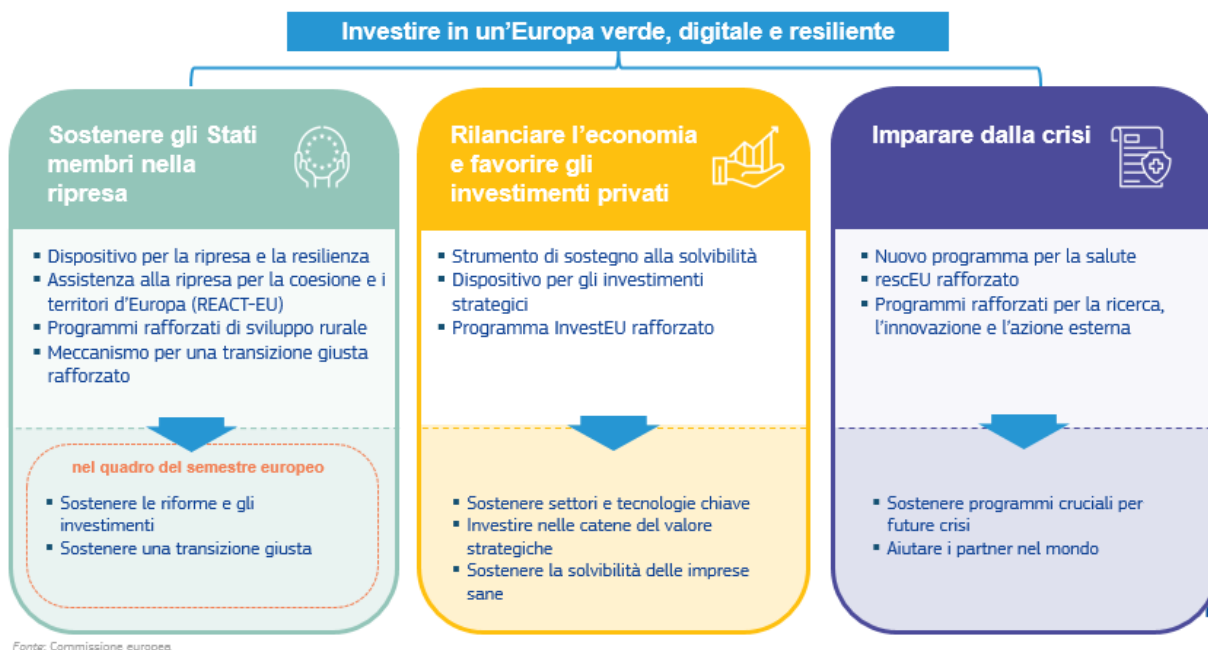 Investire in un'Europa verde, digitale e resiliente
Sostenere gli Stati
membri nella
ripresa
▪ Dispositivo per la ripresa e la resilienza
▪ Assistenza alla ripresa per la coesione e i
territori d'Europa (REACT-EU)
▪ Programmi rafforzati di sviluppo rurale
▪ Meccanismo per una transizione giusta
rafforzato
nel quadro del semestre europeo
▪ Sostenere le riforme e gli
investimenti
▪ Sostenere una transizione giusta
Rilanciare l'economia
e favorire gli
investimenti privati
▪ Strumento di sostegno alla solvibilità
▪ Dispositivo per gli investimenti
strategici
▪ Programma InvestEU rafforzato
▪ Sostenere settori e tecnologie chiave
▪ Investire nelle catene del valore
strategiche
▪ Sostenere la solvibilità delle imprese
sane
Imparare dalla crisi
▪ Nuovo programma per la salute
▪ rescEU rafforzato
▪ Programmi rafforzati per la ricerca,
l'innovazione e l'azione esterna
▪ Sostenere programmi cruciali per
future crisi
▪ Aiutare i partner nel mondo
Fonte: Commissione europea